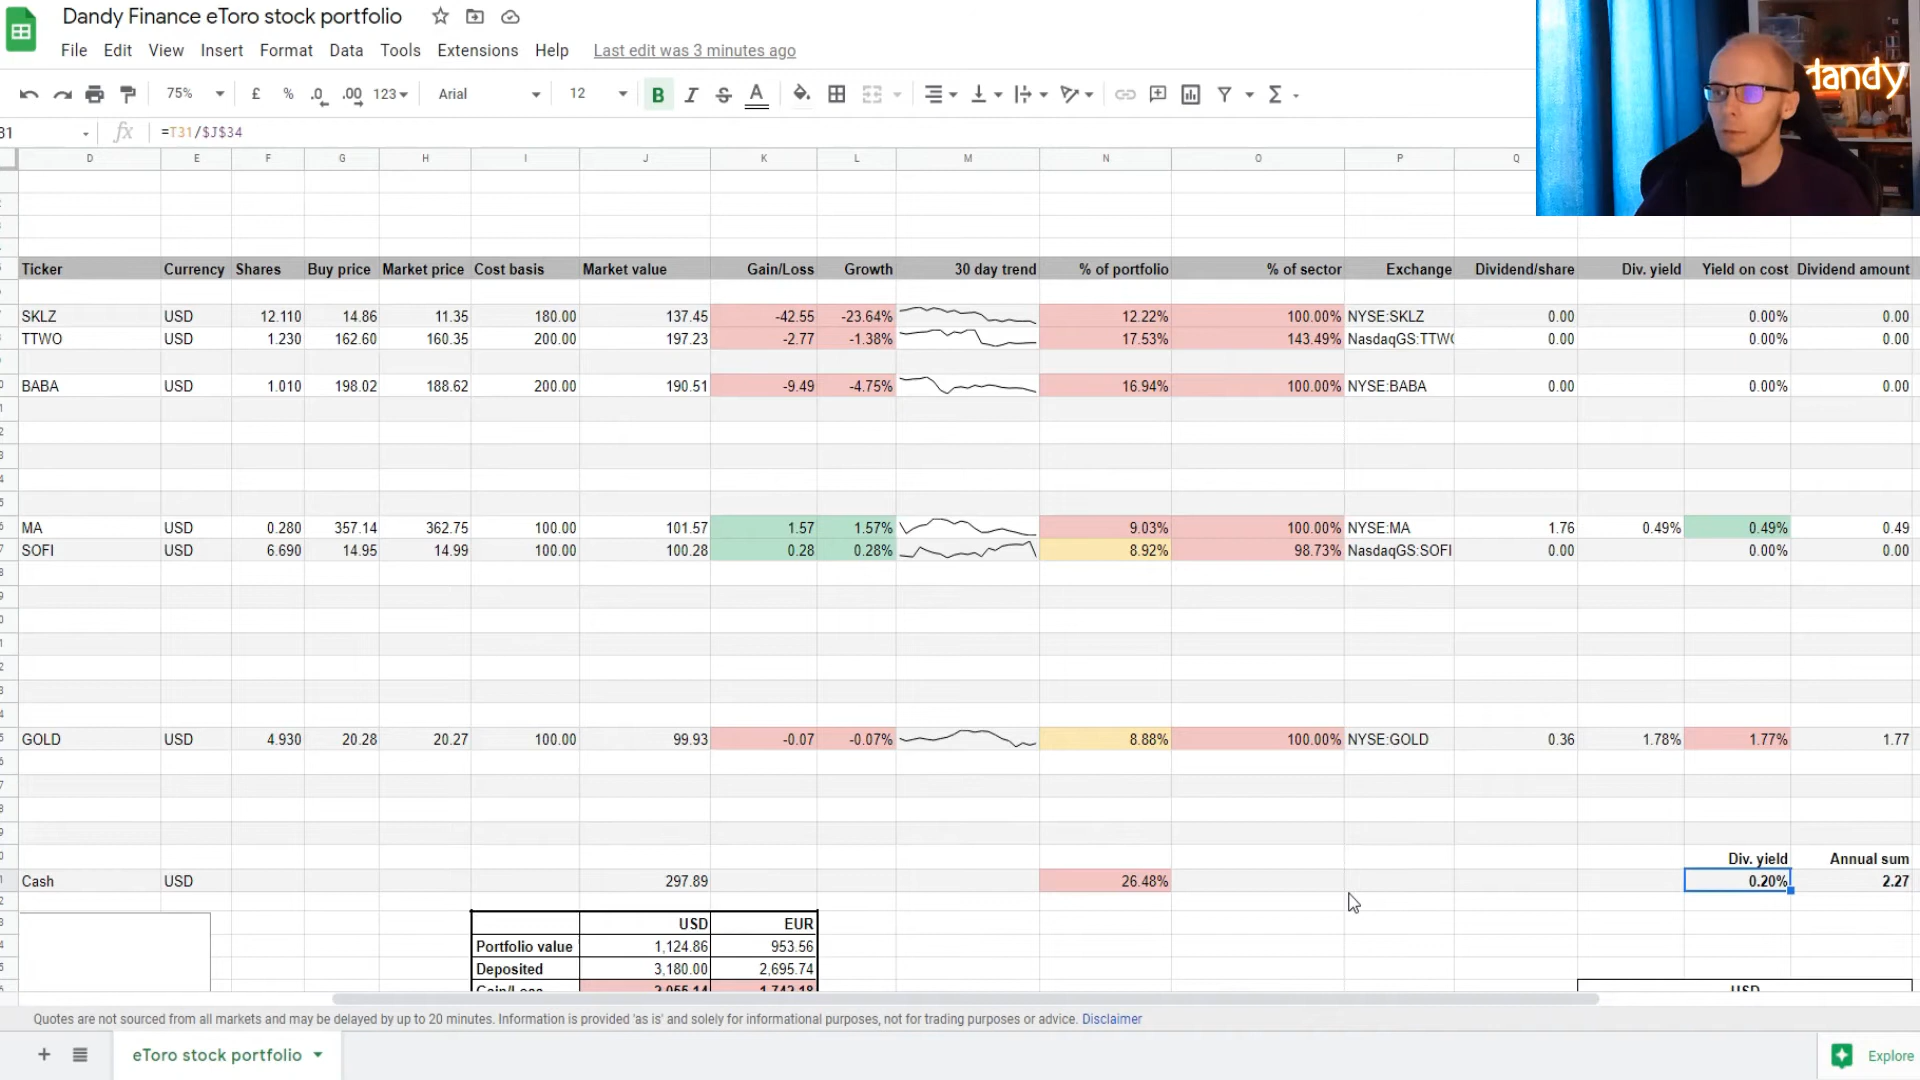 Dandy Finance eToro stock portfolio
File Edit View Insert Format Data Tools Extensions Help Last edit was 3 minutes ago
75% £ % .0 .00 123 Arial 12 B I S A
fx =T31/$J$34
D E F G H I J K L M N O P Q
Ticker Currency Shares Buy price Market price Cost basis Market value Gain/Loss Growth 30 day trend % of portfolio % of sector Exchange Dividend/share Div. yield Yield on cost Dividend amount
SKLZ USD 12.110 14.86 11.35 180.00 137.45 -42.55 -23.64% 12.22% 100.00% NYSE:SKLZ 0.00 0.00% 0.00
TTWO USD 1.230 162.60 160.35 200.00 197.23 -2.77 -1.38% 17.53% 143.49% NasdaqGS:TTWO 0.00 0.00% 0.00
BABA USD 1.010 198.02 188.62 200.00 190.51 -9.49 -4.75% 16.94% 100.00% NYSE:BABA 0.00 0.00% 0.00
MA USD 0.280 357.14 362.75 100.00 101.57 1.57 1.57% 9.03% 100.00% NYSE:MA 1.76 0.49% 0.49% 0.49
SOFI USD 6.690 14.95 14.99 100.00 100.28 0.28 0.28% 8.92% 98.73% NasdaqGS:SOFI 0.00 0.00% 0.00
GOLD USD 4.930 20.28 20.27 100.00 99.93 -0.07 -0.07% 8.88% 100.00% NYSE:GOLD 0.36 1.78% 1.77% 1.77
Div. yield Annual sum
Cash USD 297.89 26.48% 0.20% 2.27
USD EUR
Portfolio value 1,124.86 953.56
Deposited 3,180.00 2,695.74
Gain/Loss 2,055.14 1,742.18
USD
Quotes are not sourced from all markets and may be delayed by up to 20 minutes. Information is provided 'as is' and solely for informational purposes, not for trading purposes or advice. Disclaimer
eToro stock portfolio
Explore
dandy